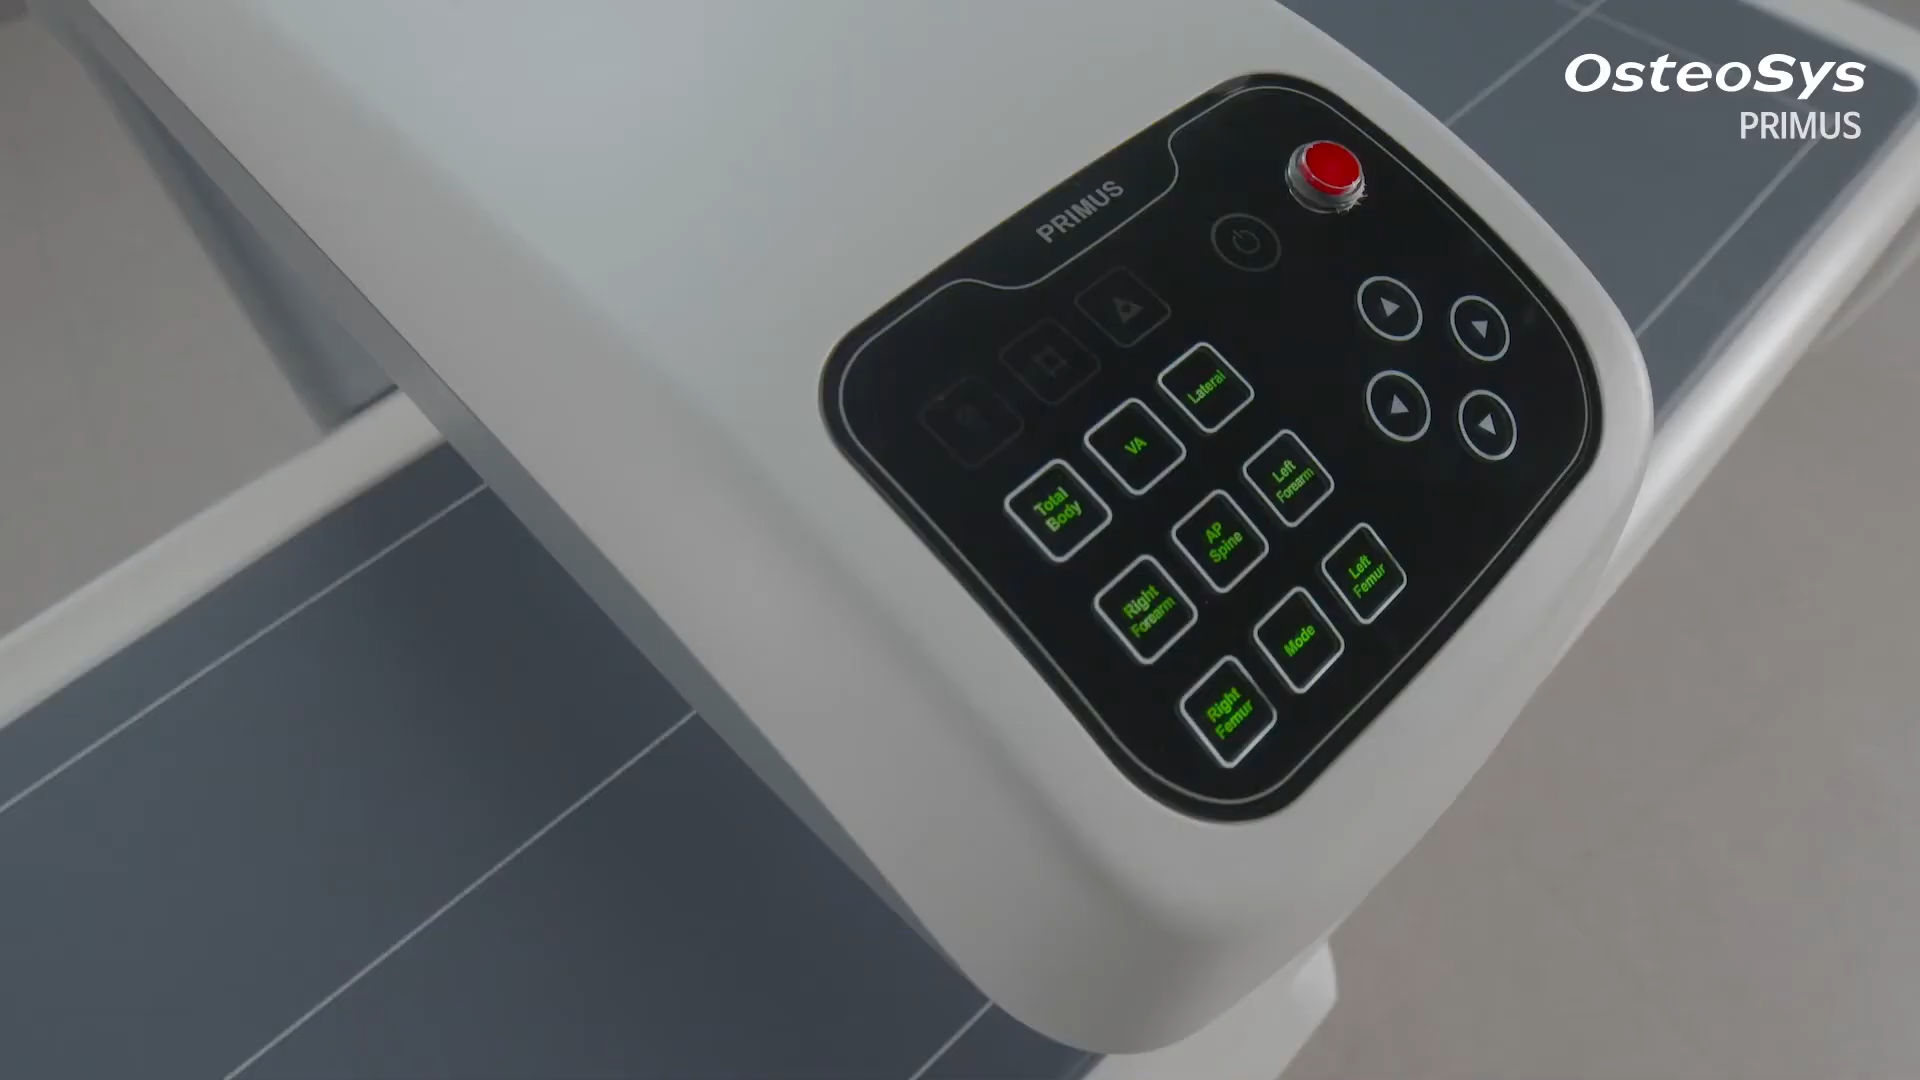 OsteoSys
PRIMUS
PRIMUS
Total
Body
VA
Lateral
Right
Forearm
AP
Spine
Left
Forearm
Right
Femur
Mode
Left
Femur